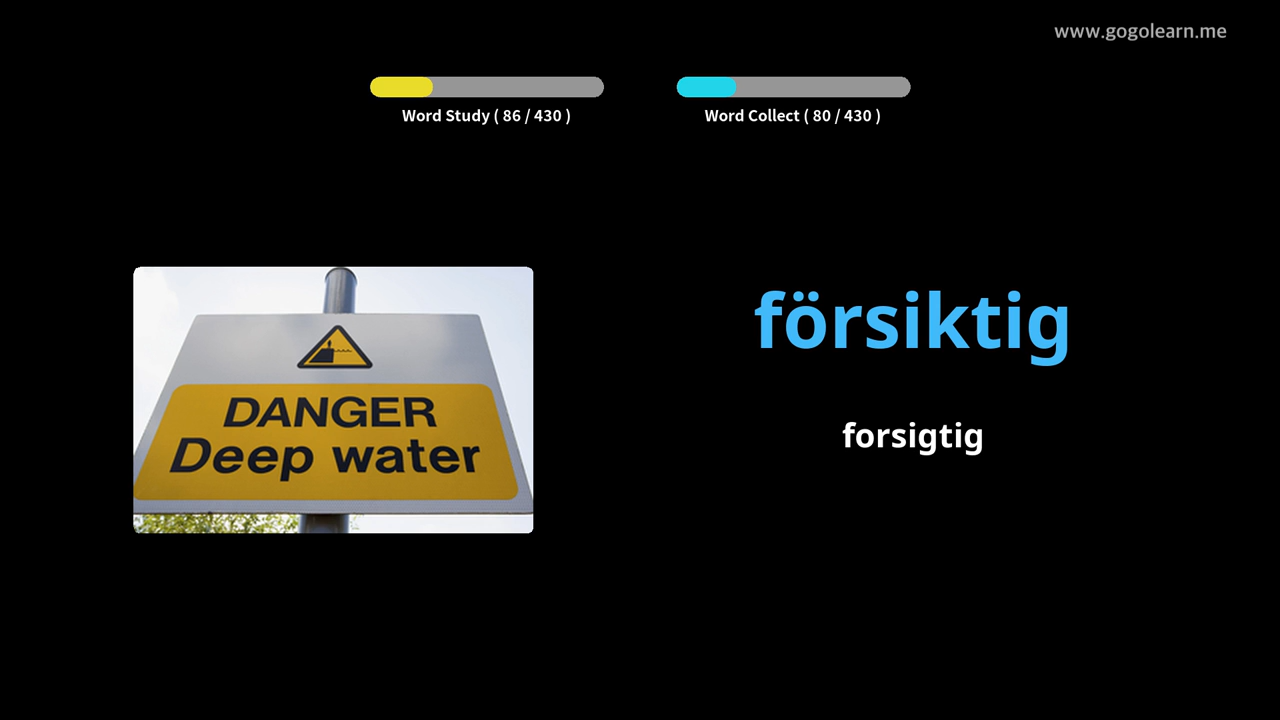 www.gogolearn.me
Word Study ( 86 / 430 )
Word Collect ( 80 / 430 )
DANGER
Deep water
försiktig
forsigtig